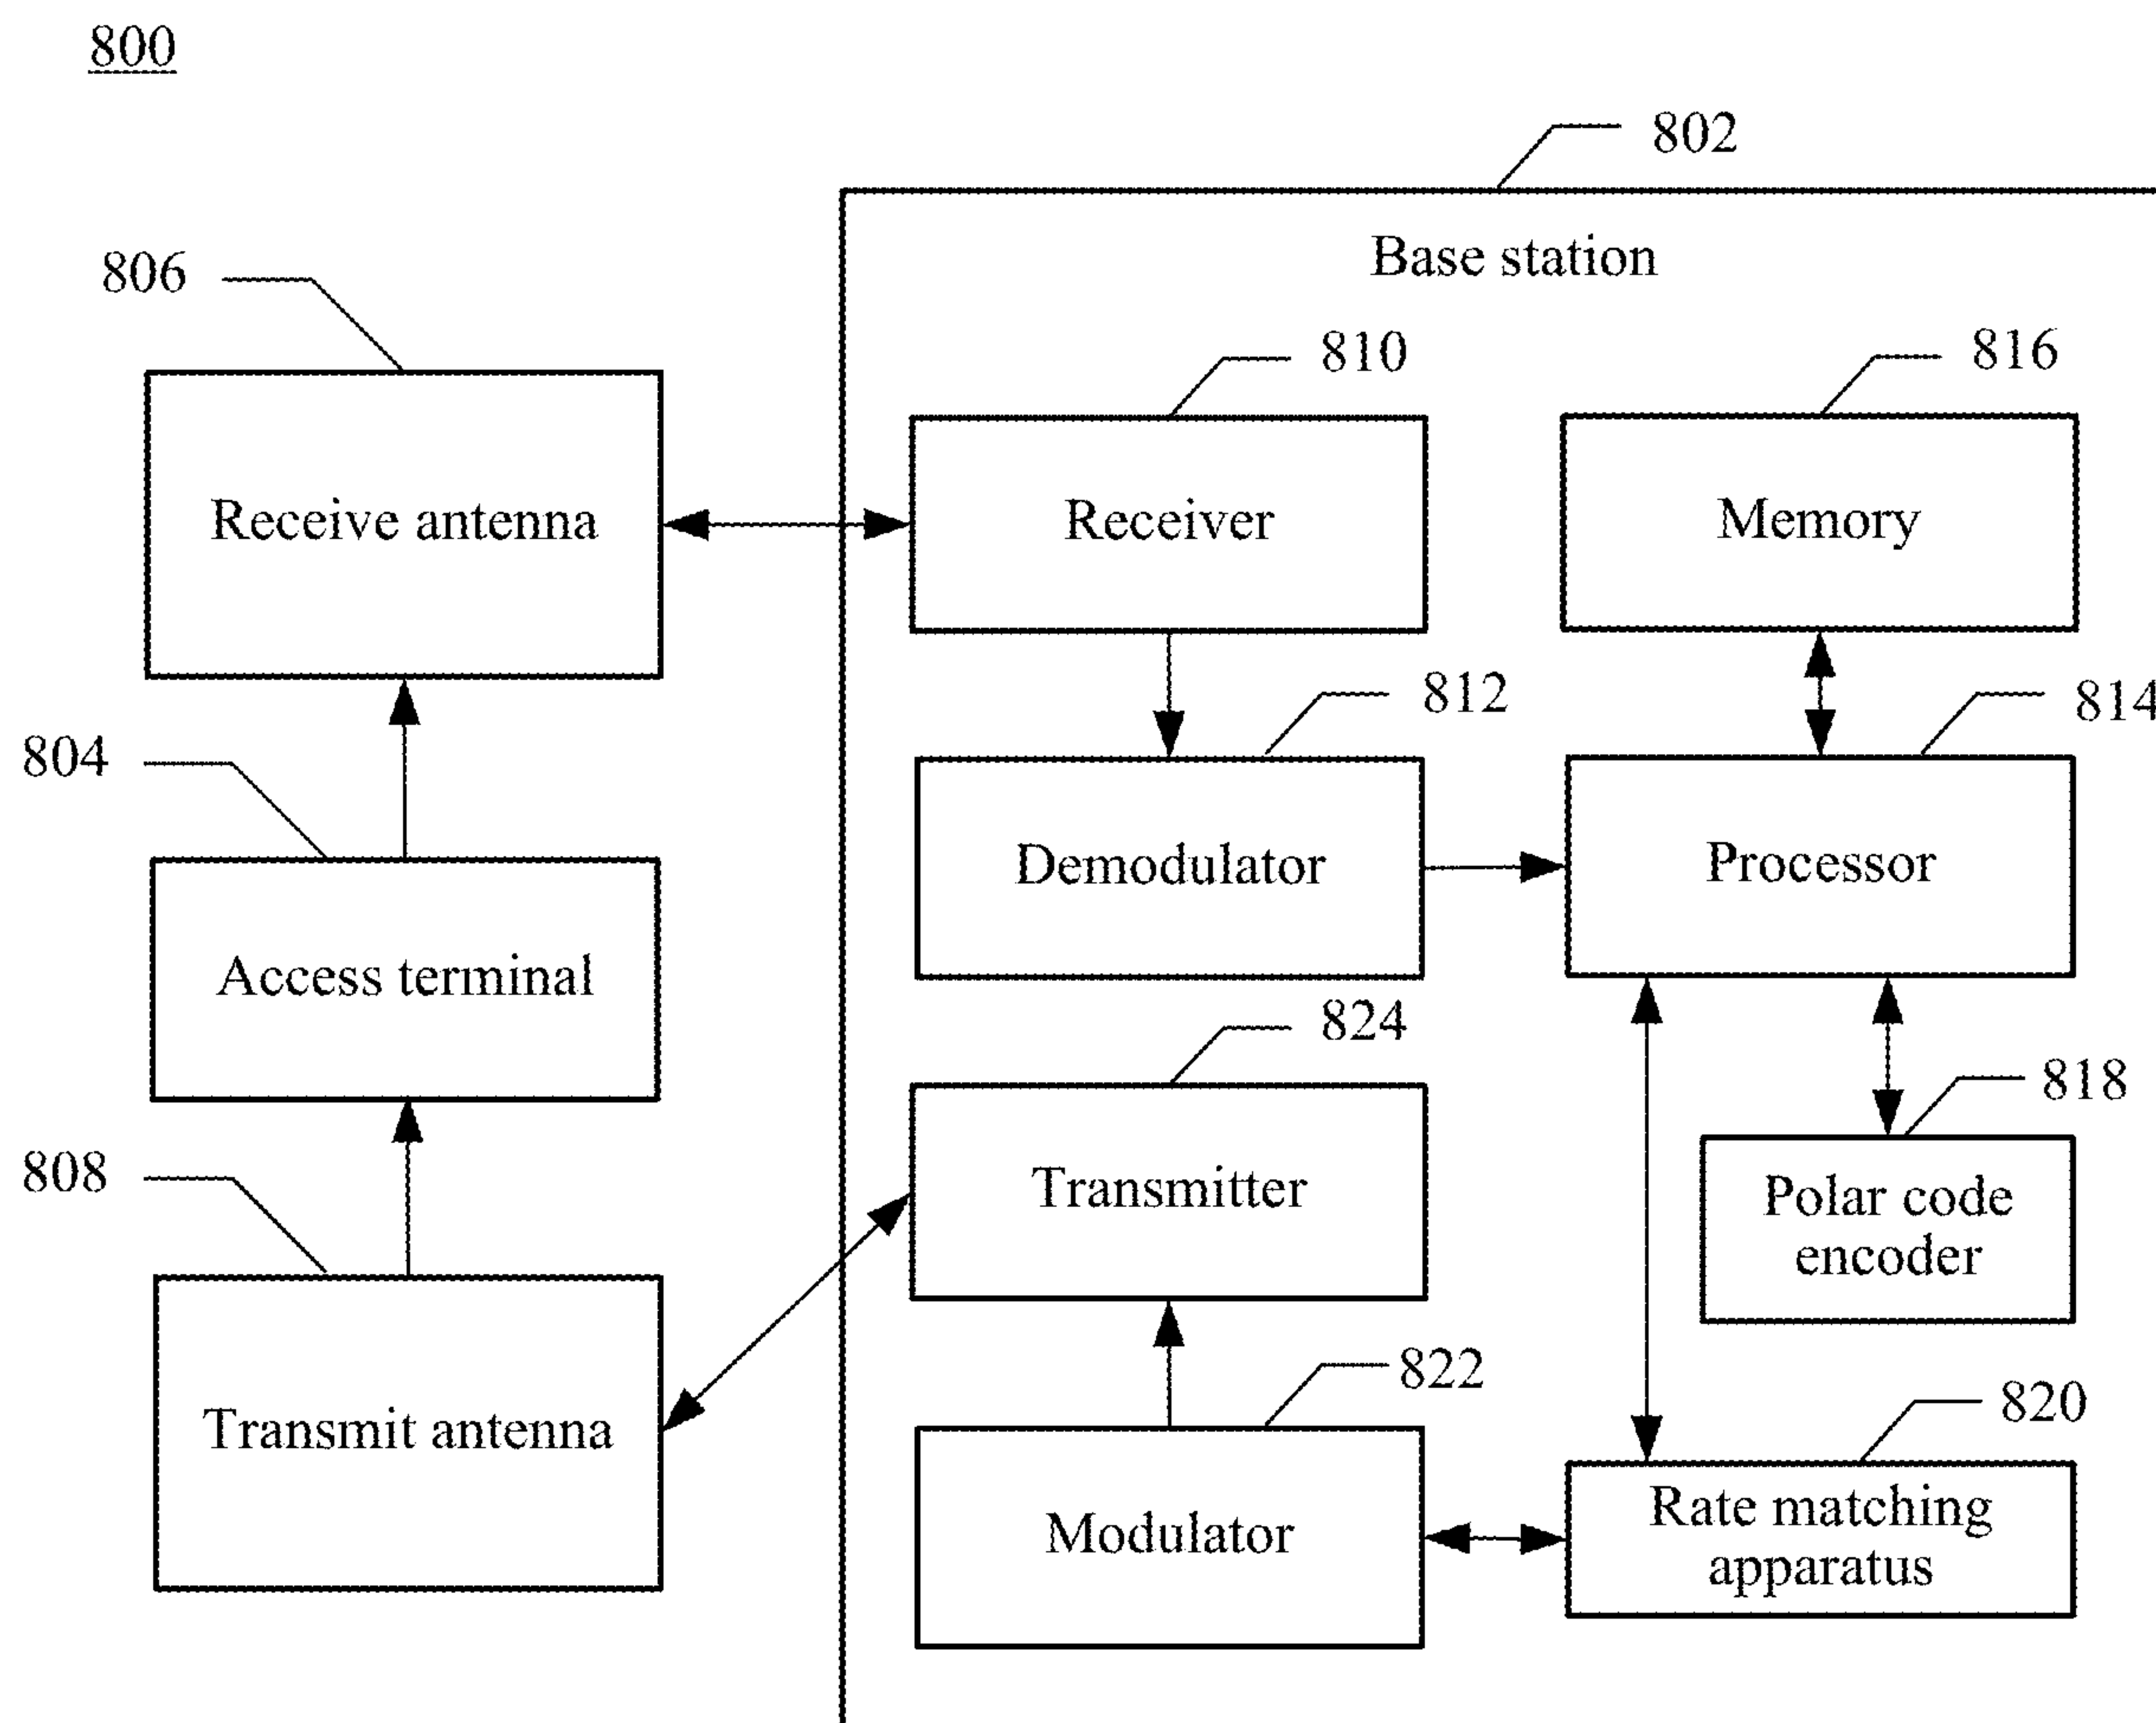 800
802
Base station
806
810
816
Receive antenna
Receiver
Memory
812
814
804
Demodulator
Processor
Access terminal
824
818
808
Transmitter
Polar code
encoder
822
820
Transmit antenna
Modulator
Rate matching
apparatus